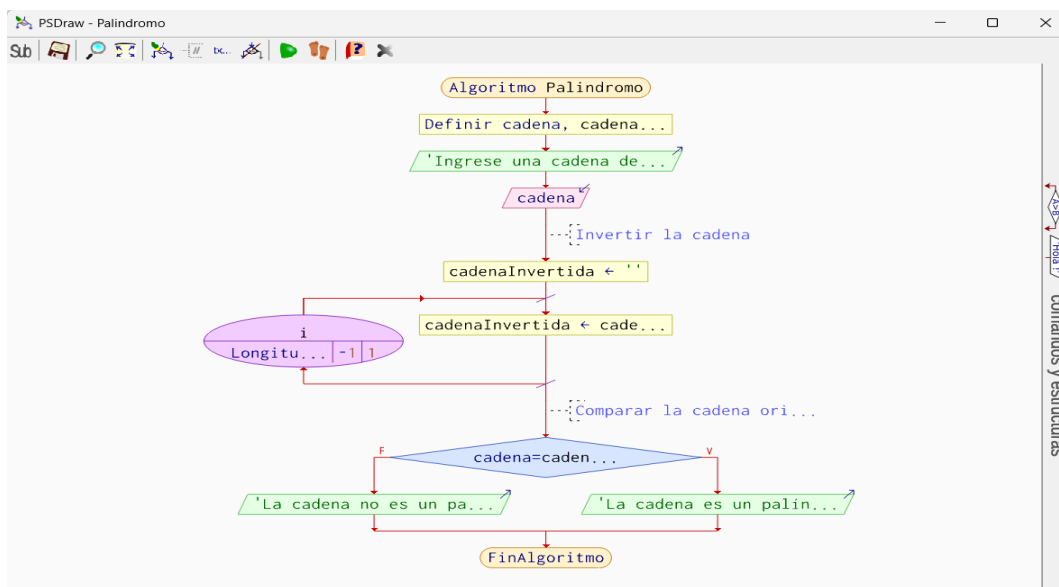 PSDraw - Palindromo
Sub
tx...
Algoritmo Palindromo
Definir cadena, cadena...
'Ingrese una cadena de...
cadena
Invertir la cadena
cadenaInvertida ← ''
cadenaInvertida ← cade...
i
Longitu... -1 1
Comparar la cadena ori...
cadena=caden...
F
V
'La cadena no es un pa...
'La cadena es un palín...
FinAlgoritmo
A>B
'Hola !'
comandos y estructuras